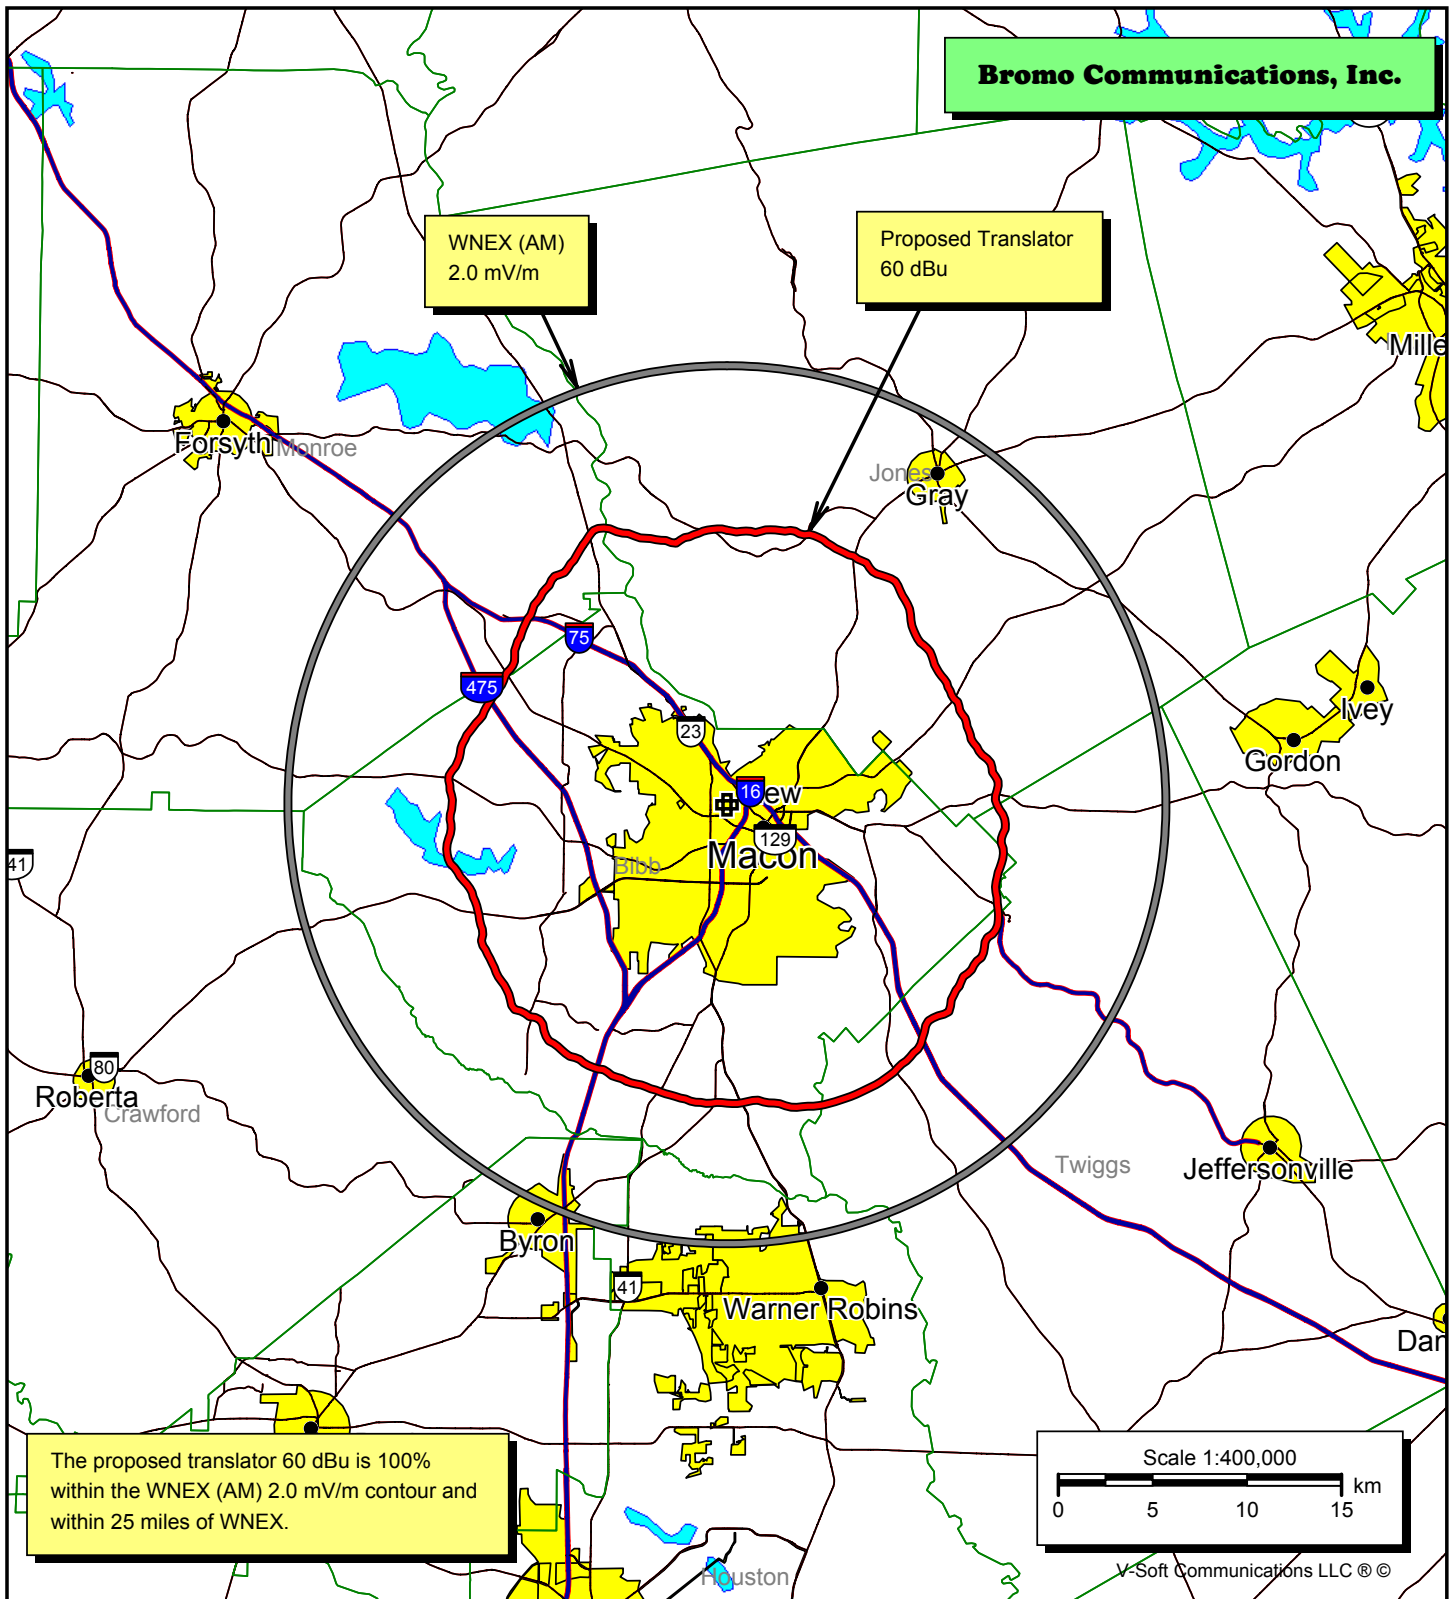 Bromo Communications, Inc.
WNEX (AM)
2.0 mV/m
Proposed Translator
60 dBu
Mille
Forsyth
Monroe
Jones
Gray
75
475
Ivey
23
Gordon
16
ew
129
Macon
41
Bibb
80
Roberta
Crawford
Twiggs
Jeffersonville
Byron
41
Warner Robins
Dan
The proposed translator 60 dBu is 100%
within the WNEX (AM) 2.0 mV/m contour and
within 25 miles of WNEX.
Scale 1:400,000
km
0 5 10 15
V-Soft Communications LLC ® ©
Houston